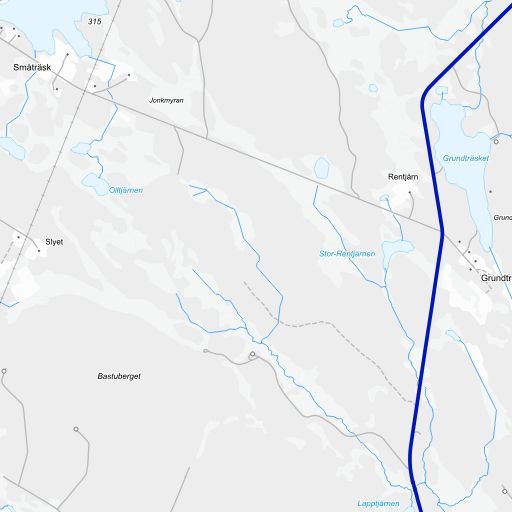 315
Småträsk
Jonkmyran
Grundträsket
Rentjärn
Olltjärnen
Grund
Slyet
Stor-Rentjärnen
Grundtr
Bastuberget
Lapptjärnen